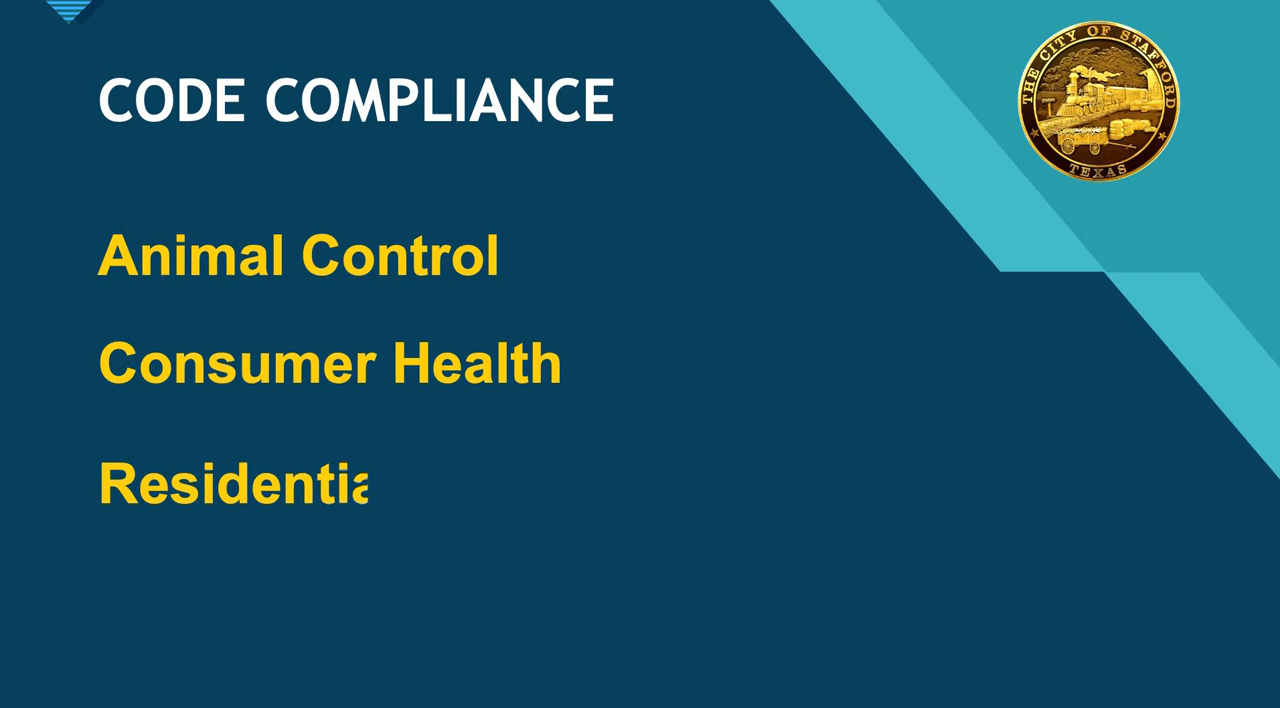 CODE COMPLIANCE
THE CITY OF STAFFORD
TEXAS
Animal Control
Consumer Health
Residentia